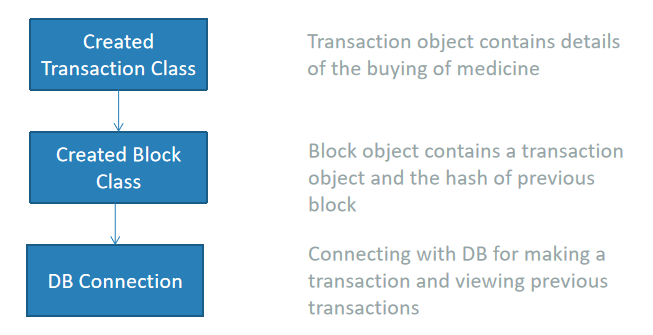 Created
Transaction Class
Transaction object contains details
of the buying of medicine
Created Block
Class
Block object contains a transaction
object and the hash of previous
block
DB Connection
Connecting with DB for making a
transaction and viewing previous
transactions